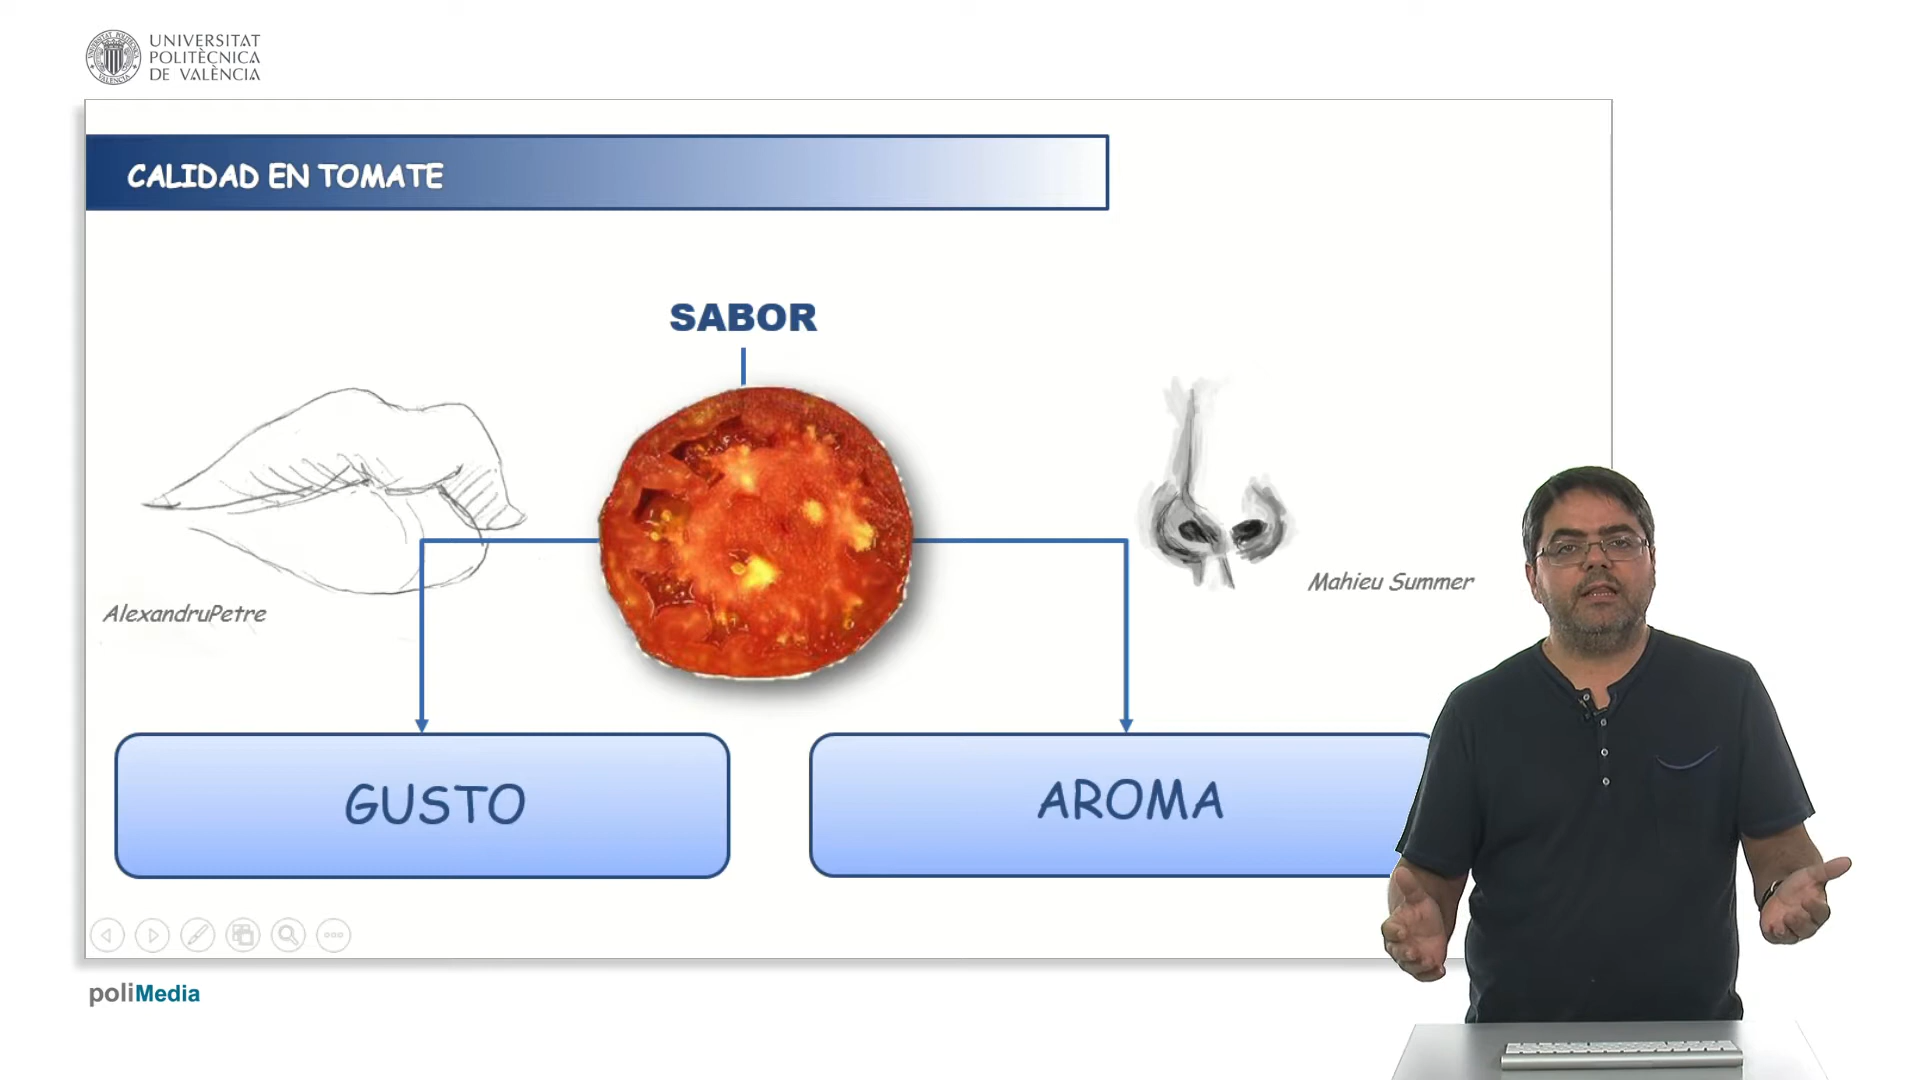 UNIVERSITAT
POLITÈCNICA
DE VALÈNCIA
CALIDAD EN TOMATE
SABOR
AlexandruPetre
Mahieu Summer
GUSTO
AROMA
poliMedia